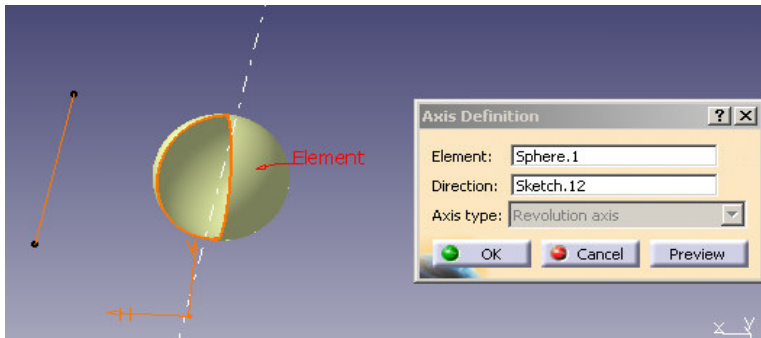 Element
Axis Definition
Element: Sphere.1
Direction: Sketch.12
Axis type: Revolution axis
OK Cancel Preview
x y